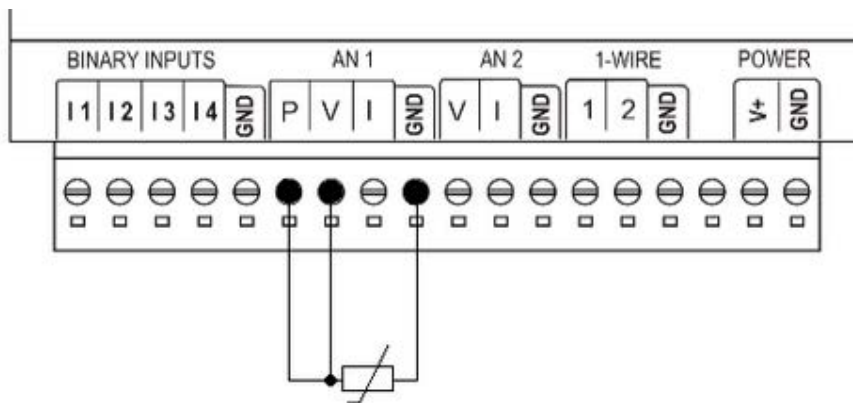 BINARY INPUTS AN 1 AN 2 1-WIRE POWER
I1 I2 I3 I4 GND P V I GND V I GND 1 2 GND V+ GND